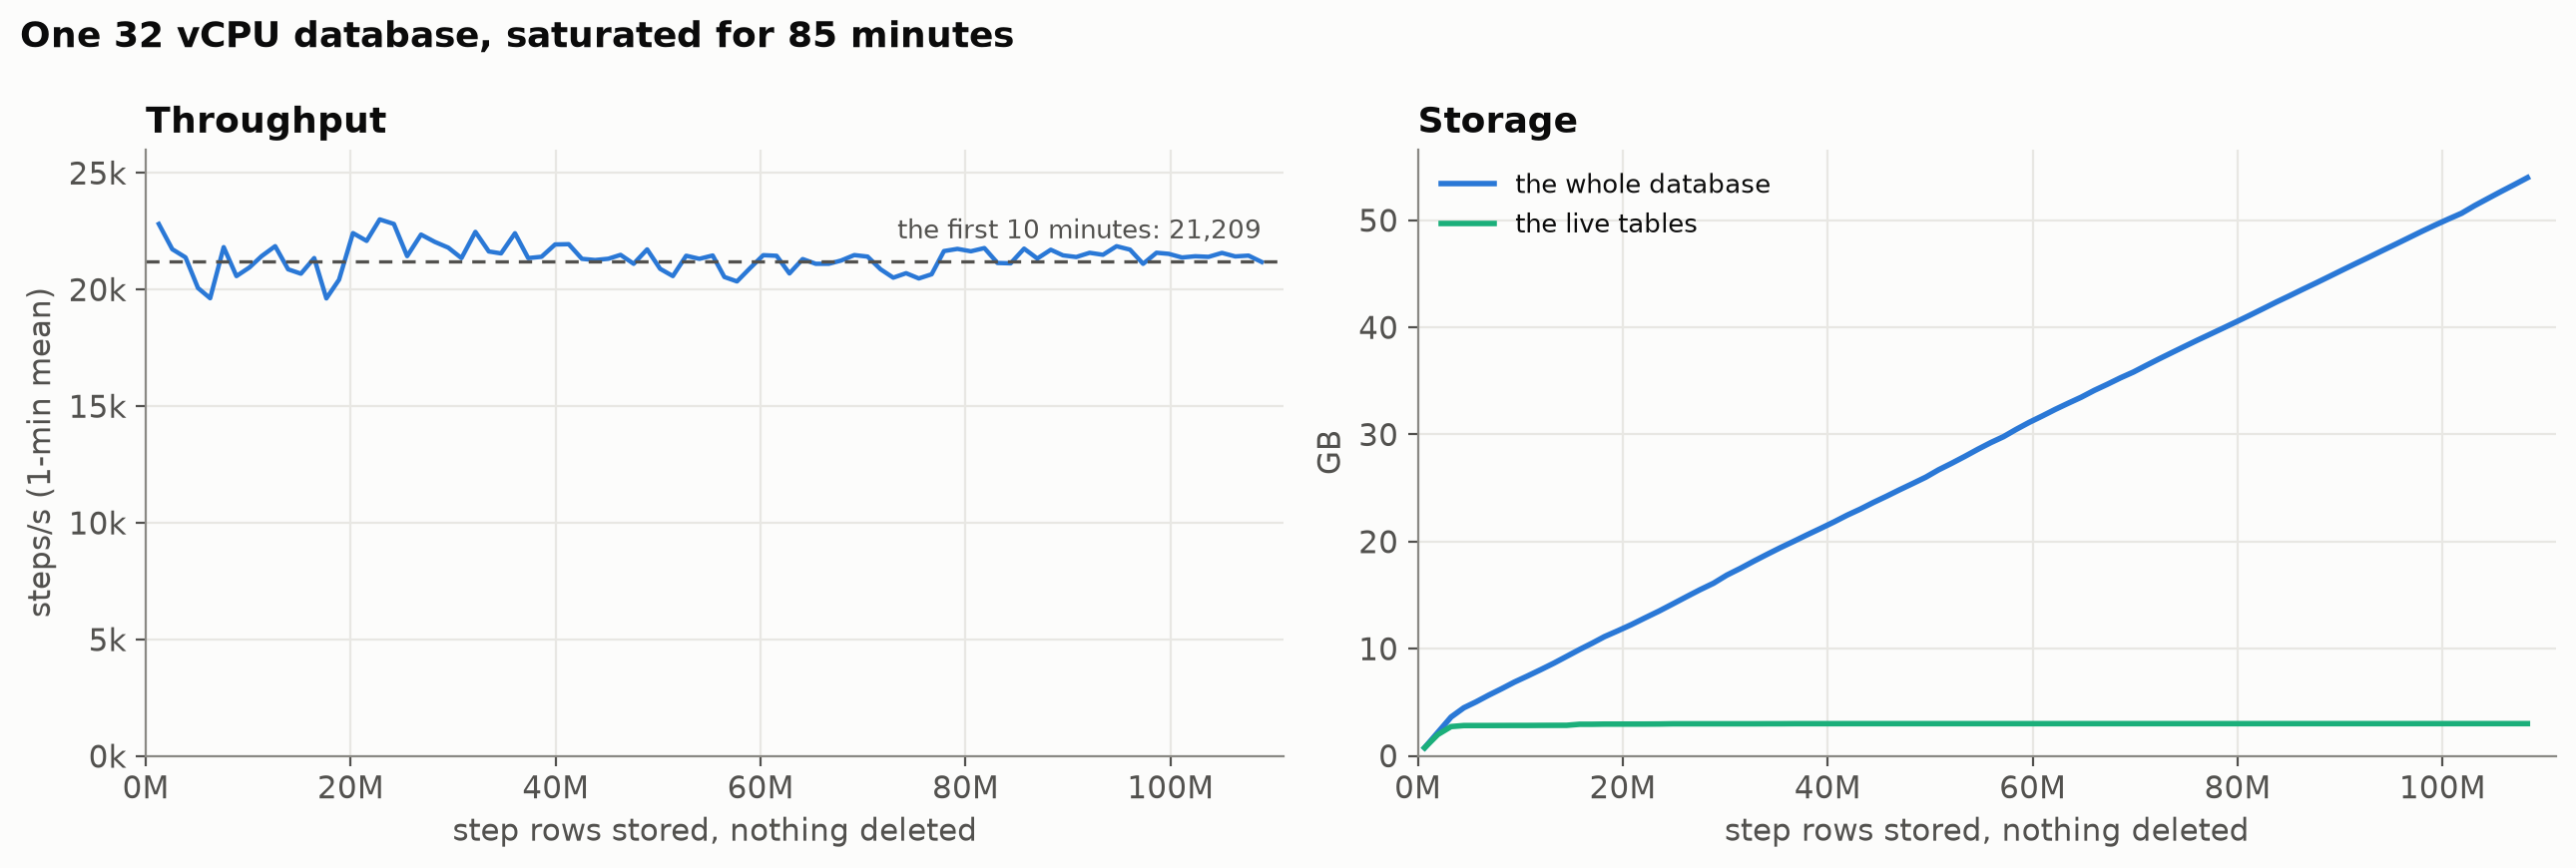 One 32 vCPU database, saturated for 85 minutes
Throughput
25k
20k
15k
10k
5k
0k
steps/s (1-min mean)
the first 10 minutes: 21,209
0M 20M 40M 60M 80M 100M
step rows stored, nothing deleted
Storage
the whole database
the live tables
50
40
30
20
10
0
GB
0M 20M 40M 60M 80M 100M
step rows stored, nothing deleted